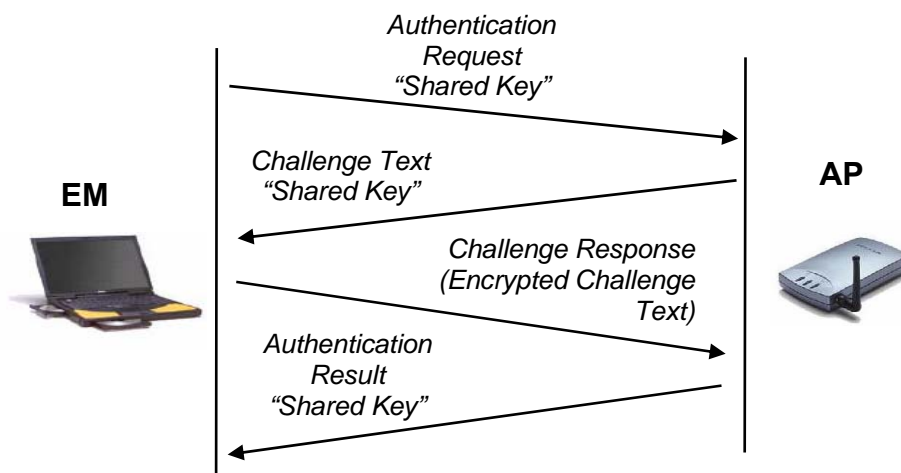 Authentication
Request
“Shared Key”
Challenge Text
“Shared Key”
EM
AP
Challenge Response
(Encrypted Challenge
Text)
Authentication
Result
“Shared Key”